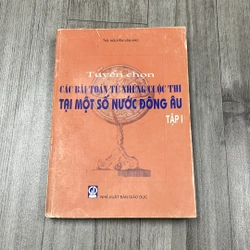 Tuyển chọn
CÁC BÀI TOÁN TỪ NHỮNG CUỘC THI
TẠI MỘT SỐ NƯỚC ĐÔNG ÂU
TẬP I
NHÀ XUẤT BẢN GIÁO DỤC